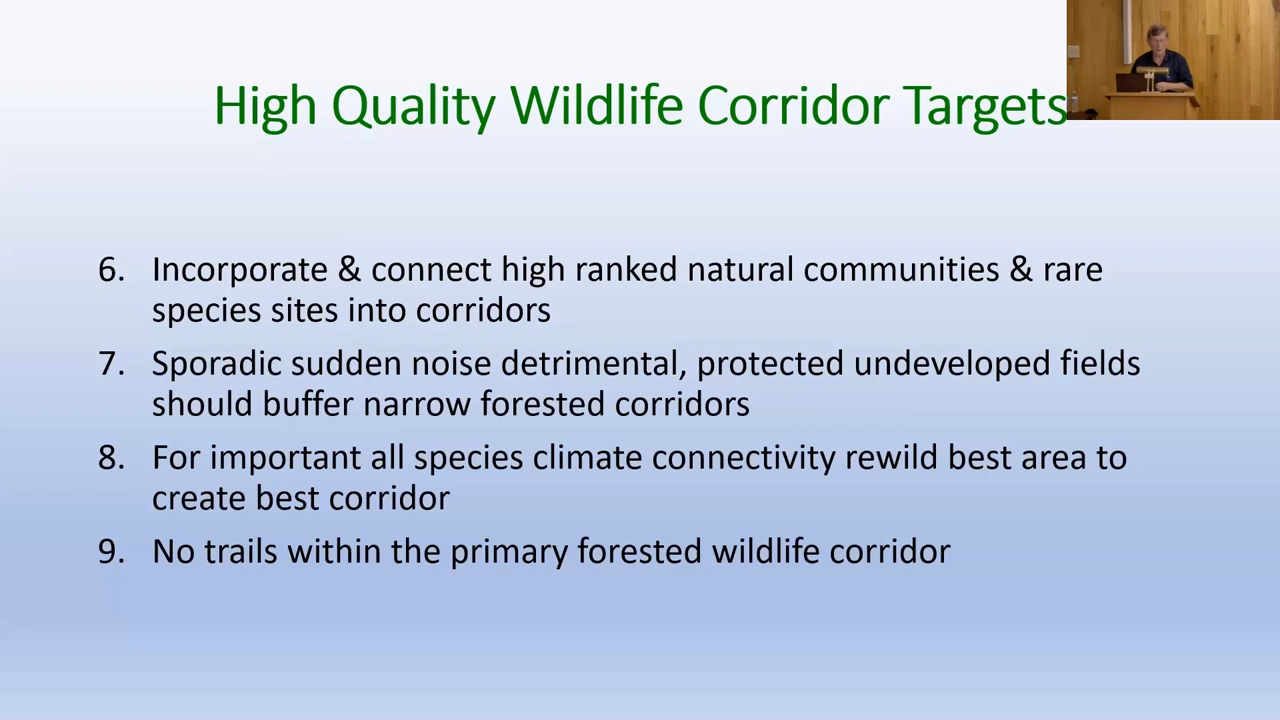 High Quality Wildlife Corridor Targets
6. Incorporate & connect high ranked natural communities & rare
species sites into corridors
7. Sporadic sudden noise detrimental, protected undeveloped fields
should buffer narrow forested corridors
8. For important all species climate connectivity rewild best area to
create best corridor
9. No trails within the primary forested wildlife corridor